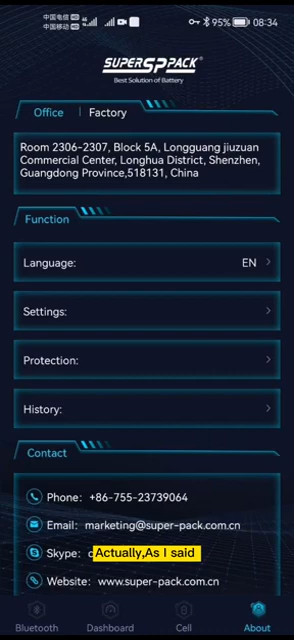 中国电信 HD
中国移动 HD
95% 08:34
SUPERPACK®
Best Solution of Battery
Office | Factory
Room 2306-2307, Block 5A, Longguang jiuzuan
Commercial Center, Longhua District, Shenzhen,
Guangdong Province,518131, China
Function
Language: EN
Settings:
Protection:
History:
Contact
Phone: +86-755-23739064
Email: marketing@super-pack.com.cn
Skype:
Actually,As I said
Website: www.super-pack.com.cn
Bluetooth Dashboard Cell About